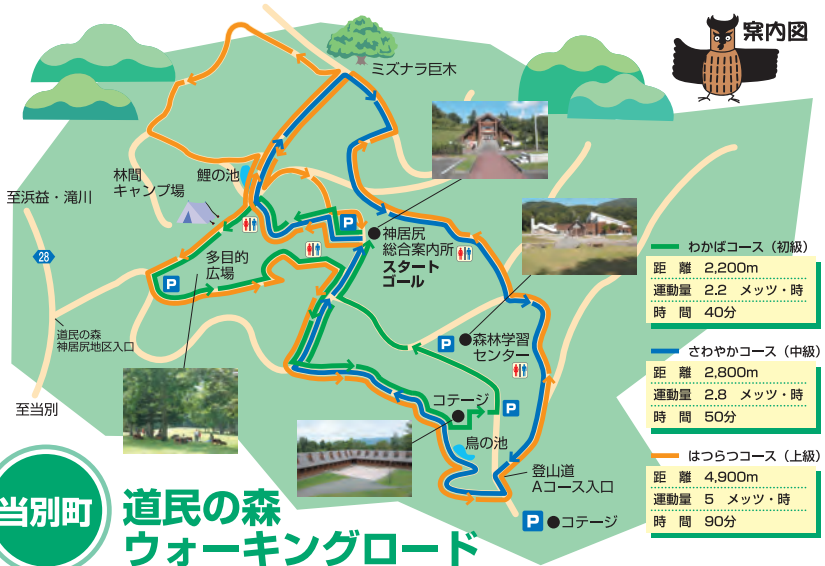 案内図
ミズナラ巨木
林間
キャンプ場
鯉の池
至浜益・滝川
28
P
神居尻
総合案内所
スタート
ゴール
多目的
広場
P
道民の森
神居尻地区入口
至当別
P
森林学習
センター
コテージ
P
鳥の池
登山道
Aコース入口
P
コテージ
わかばコース（初級）
距 離 2,200m
運動量 2.2 メッツ・時
時 間 40分
さわやかコース（中級）
距 離 2,800m
運動量 2.8 メッツ・時
時 間 50分
はつらつコース（上級）
距 離 4,900m
運動量 5 メッツ・時
時 間 90分
当別町
道民の森
ウォーキングロード